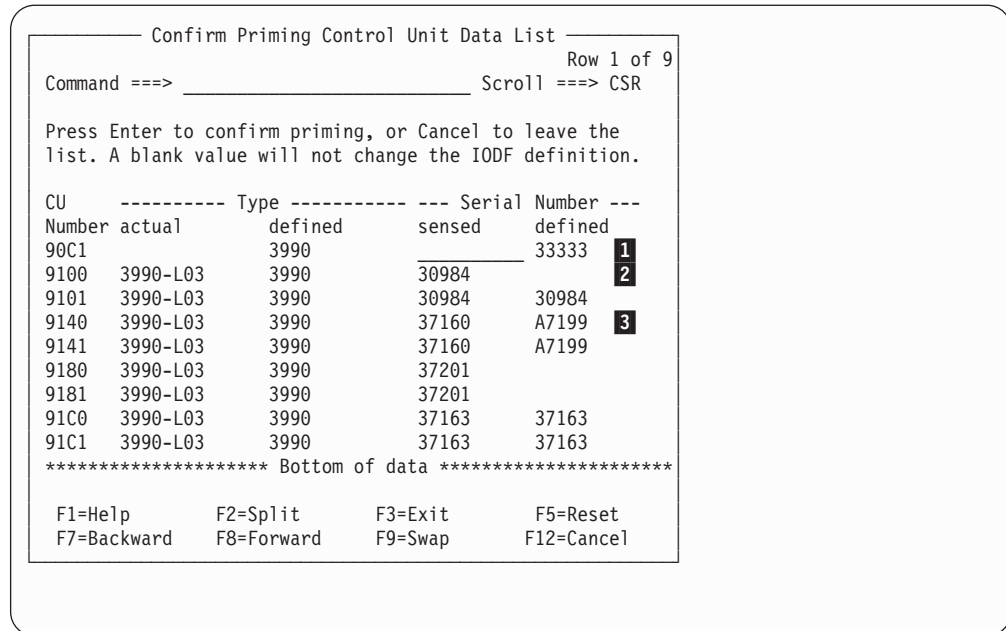 Confirm Priming Control Unit Data List
Row 1 of 9
Command ===> ___________________________ Scroll ===> CSR
Press Enter to confirm priming, or Cancel to leave the
list. A blank value will not change the IODF definition.
CU ---------- Type ----------- --- Serial Number ---
Number actual defined sensed defined
90C1 3990 __________ 33333 1
9100 3990-L03 3990 30984 2
9101 3990-L03 3990 30984 30984
9140 3990-L03 3990 37160 A7199 3
9141 3990-L03 3990 37160 A7199
9180 3990-L03 3990 37201
9181 3990-L03 3990 37201
91C0 3990-L03 3990 37163 37163
91C1 3990-L03 3990 37163 37163
********************* Bottom of data **********************
F1=Help F2=Split F3=Exit F5=Reset
F7=Backward F8=Forward F9=Swap F12=Cancel